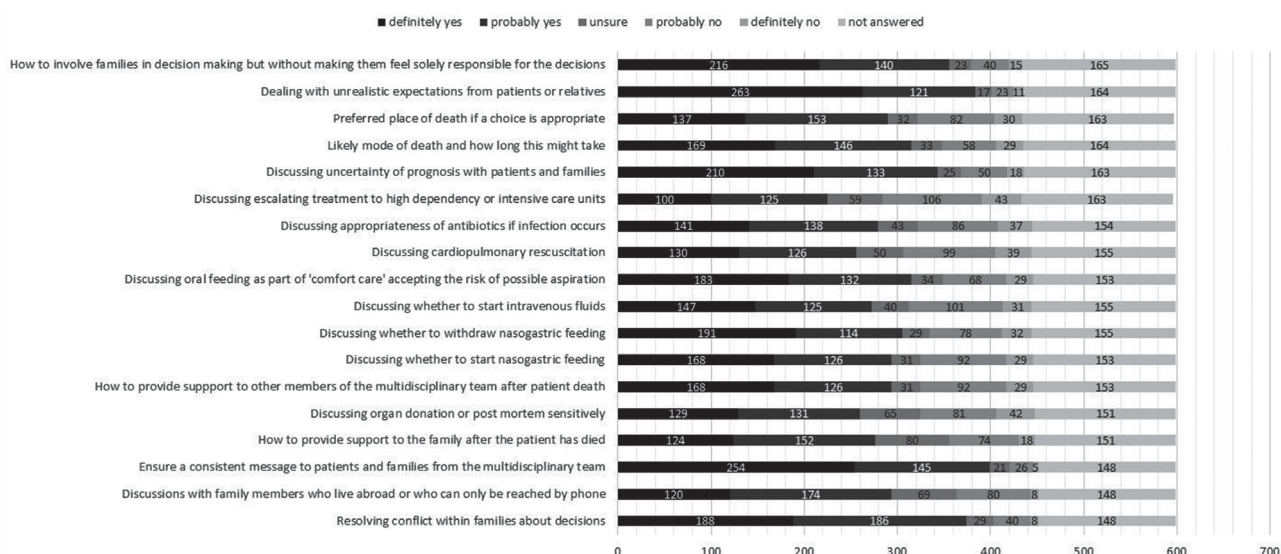 definitely yes probably yes unsure probably no definitely no not answered
How to involve families in decision making but without making them feel solely responsible for the decisions 216 140 23 40 15 165
Dealing with unrealistic expectations from patients or relatives 263 121 17 23 11 164
Preferred place of death if a choice is appropriate 137 153 32 82 30 163
Likely mode of death and how long this might take 169 146 33 58 29 164
Discussing uncertainty of prognosis with patients and families 210 133 25 50 18 163
Discussing escalating treatment to high dependency or intensive care units 100 125 59 106 43 163
Discussing appropriateness of antibiotics if infection occurs 141 138 43 86 37 154
Discussing cardiopulmonary rescuscitation 130 126 50 99 39 155
Discussing oral feeding as part of 'comfort care' accepting the risk of possible aspiration 183 132 34 68 29 153
Discussing whether to start intravenous fluids 147 125 40 101 31 155
Discussing whether to withdraw nasogastric feeding 191 114 29 78 32 155
Discussing whether to start nasogastric feeding 168 126 31 92 29 153
How to provide suppport to other members of the multidisciplinary team after patient death 168 126 31 92 29 153
Discussing organ donation or post mortem sensitively 129 131 65 81 42 151
How to provide support to the family after the patient has died 124 152 80 74 18 151
Ensure a consistent message to patients and families from the multidisciplinary team 254 145 21 26 5 148
Discussions with family members who live abroad or who can only be reached by phone 120 174 69 80 8 148
Resolving conflict within families about decisions 188 186 29 40 8 148
0 100 200 300 400 500 600 700